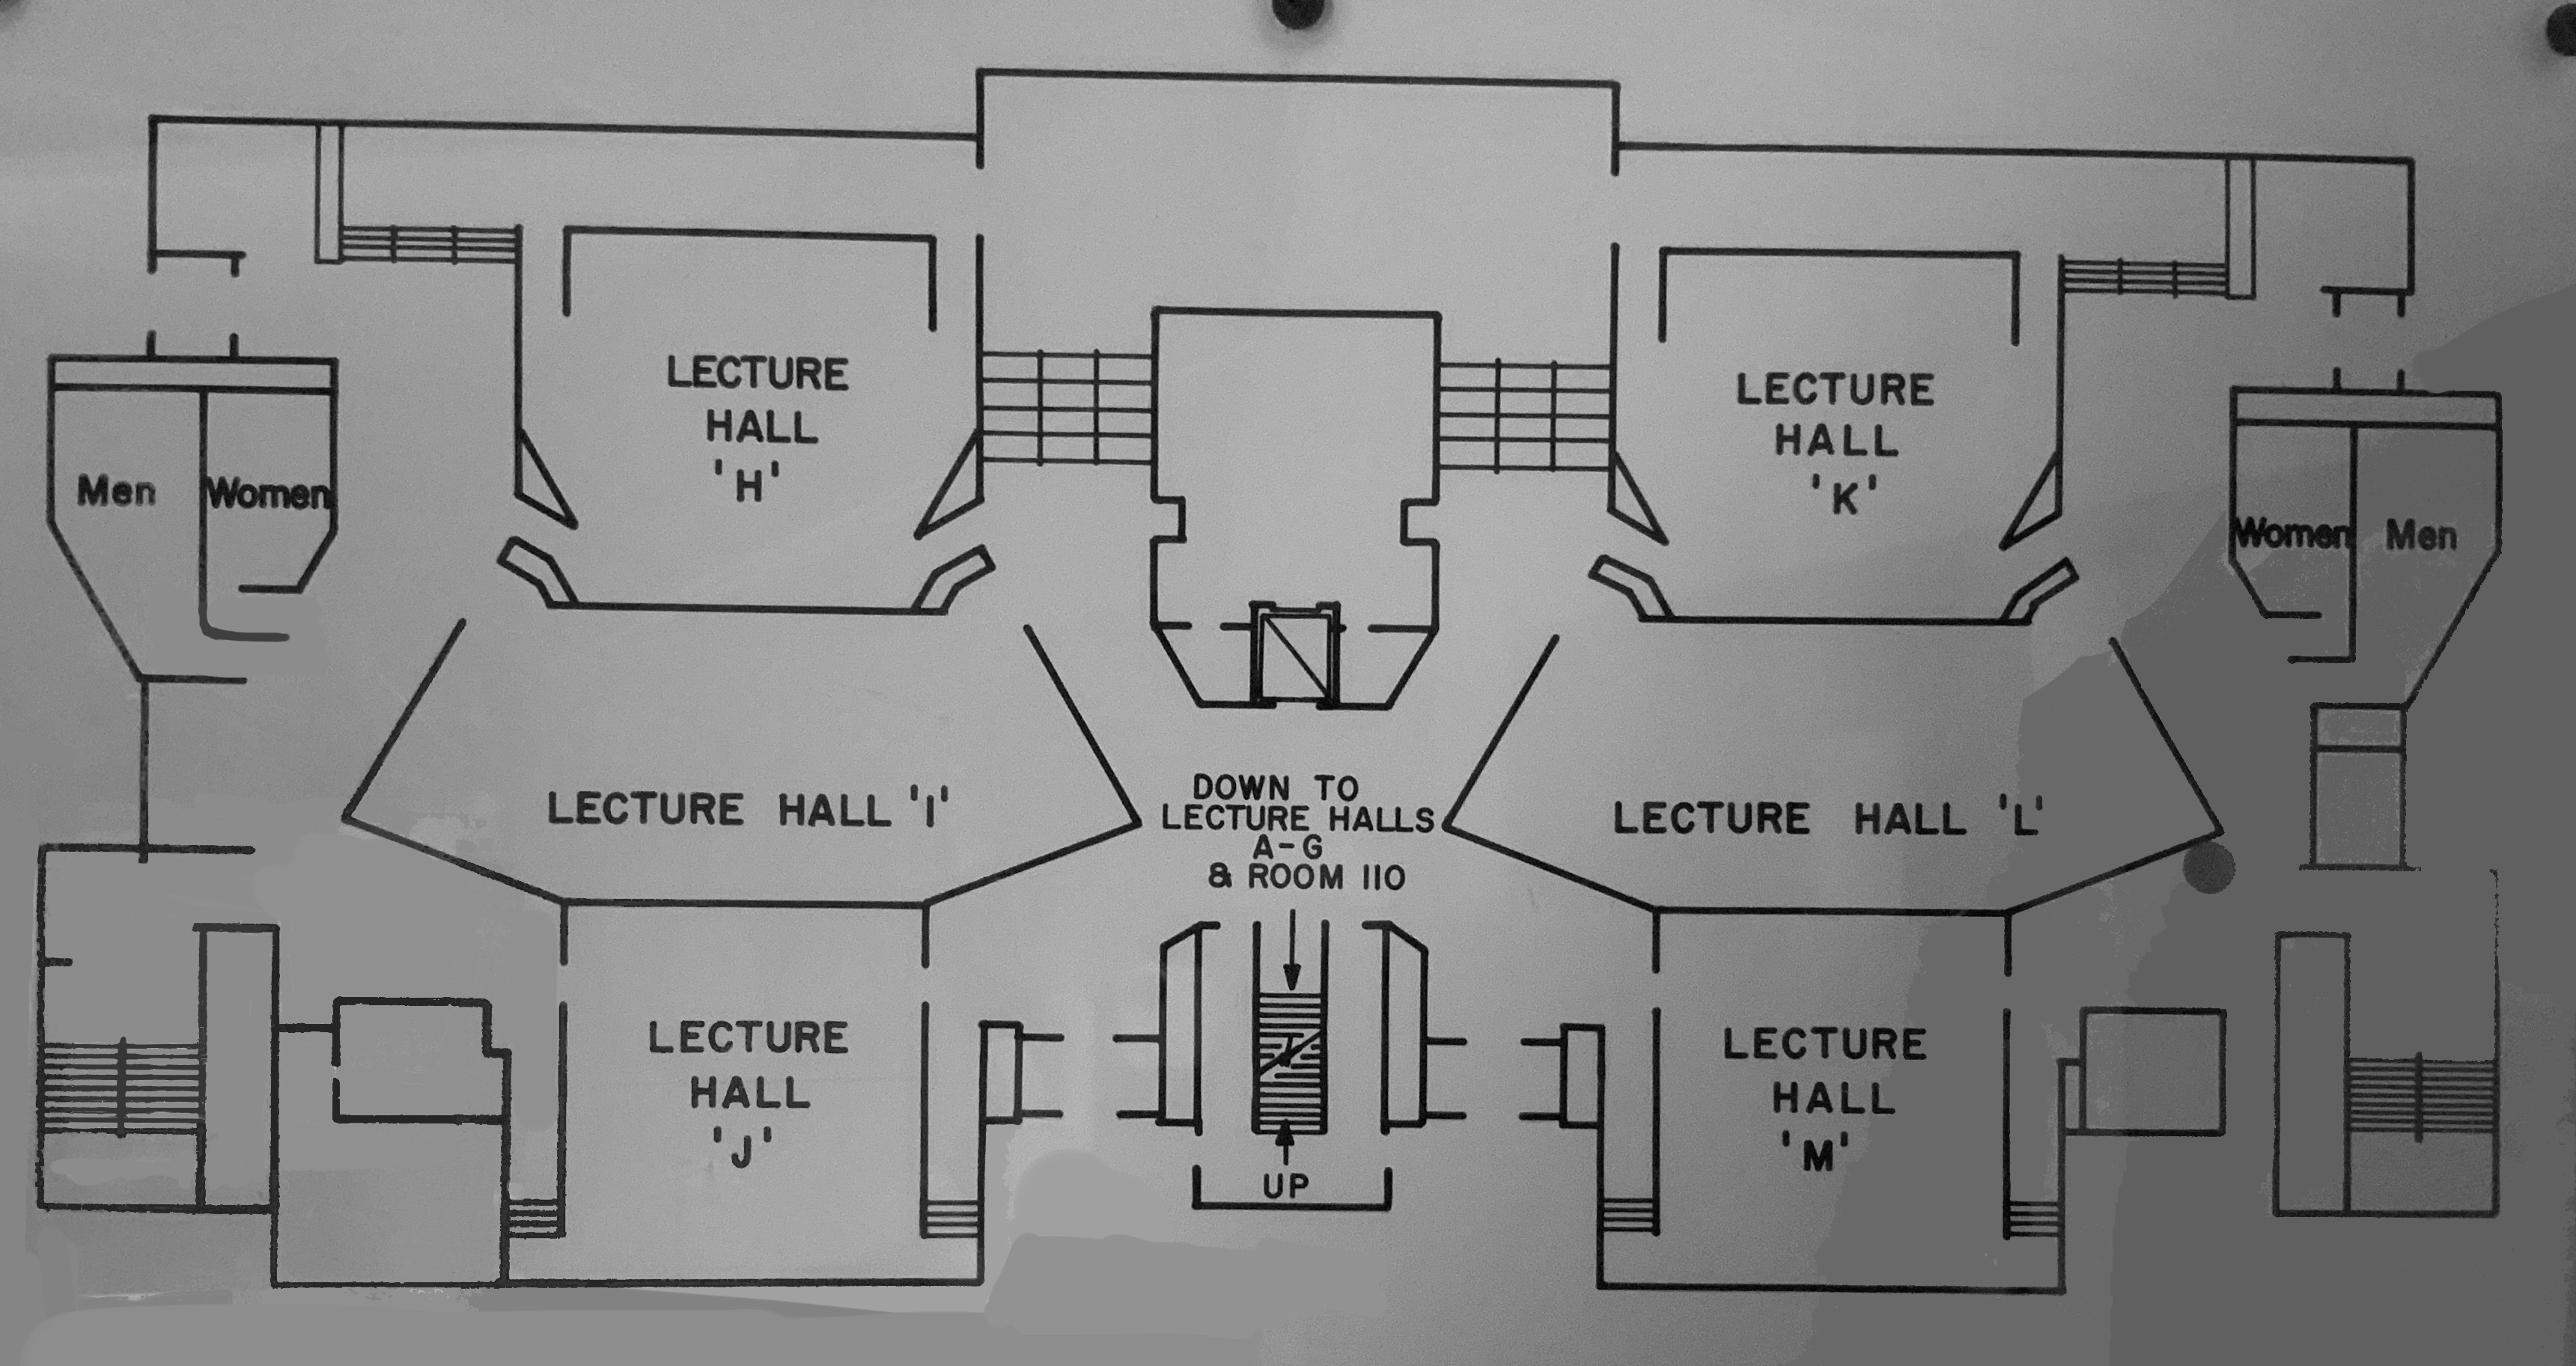 LECTURE
HALL
'H'
LECTURE
HALL
'K'
Men
Women
Women
Men
LECTURE HALL 'I'
DOWN TO
LECTURE HALLS
A-G
& ROOM 110
LECTURE HALL 'L'
LECTURE
HALL
'J'
UP
LECTURE
HALL
'M'